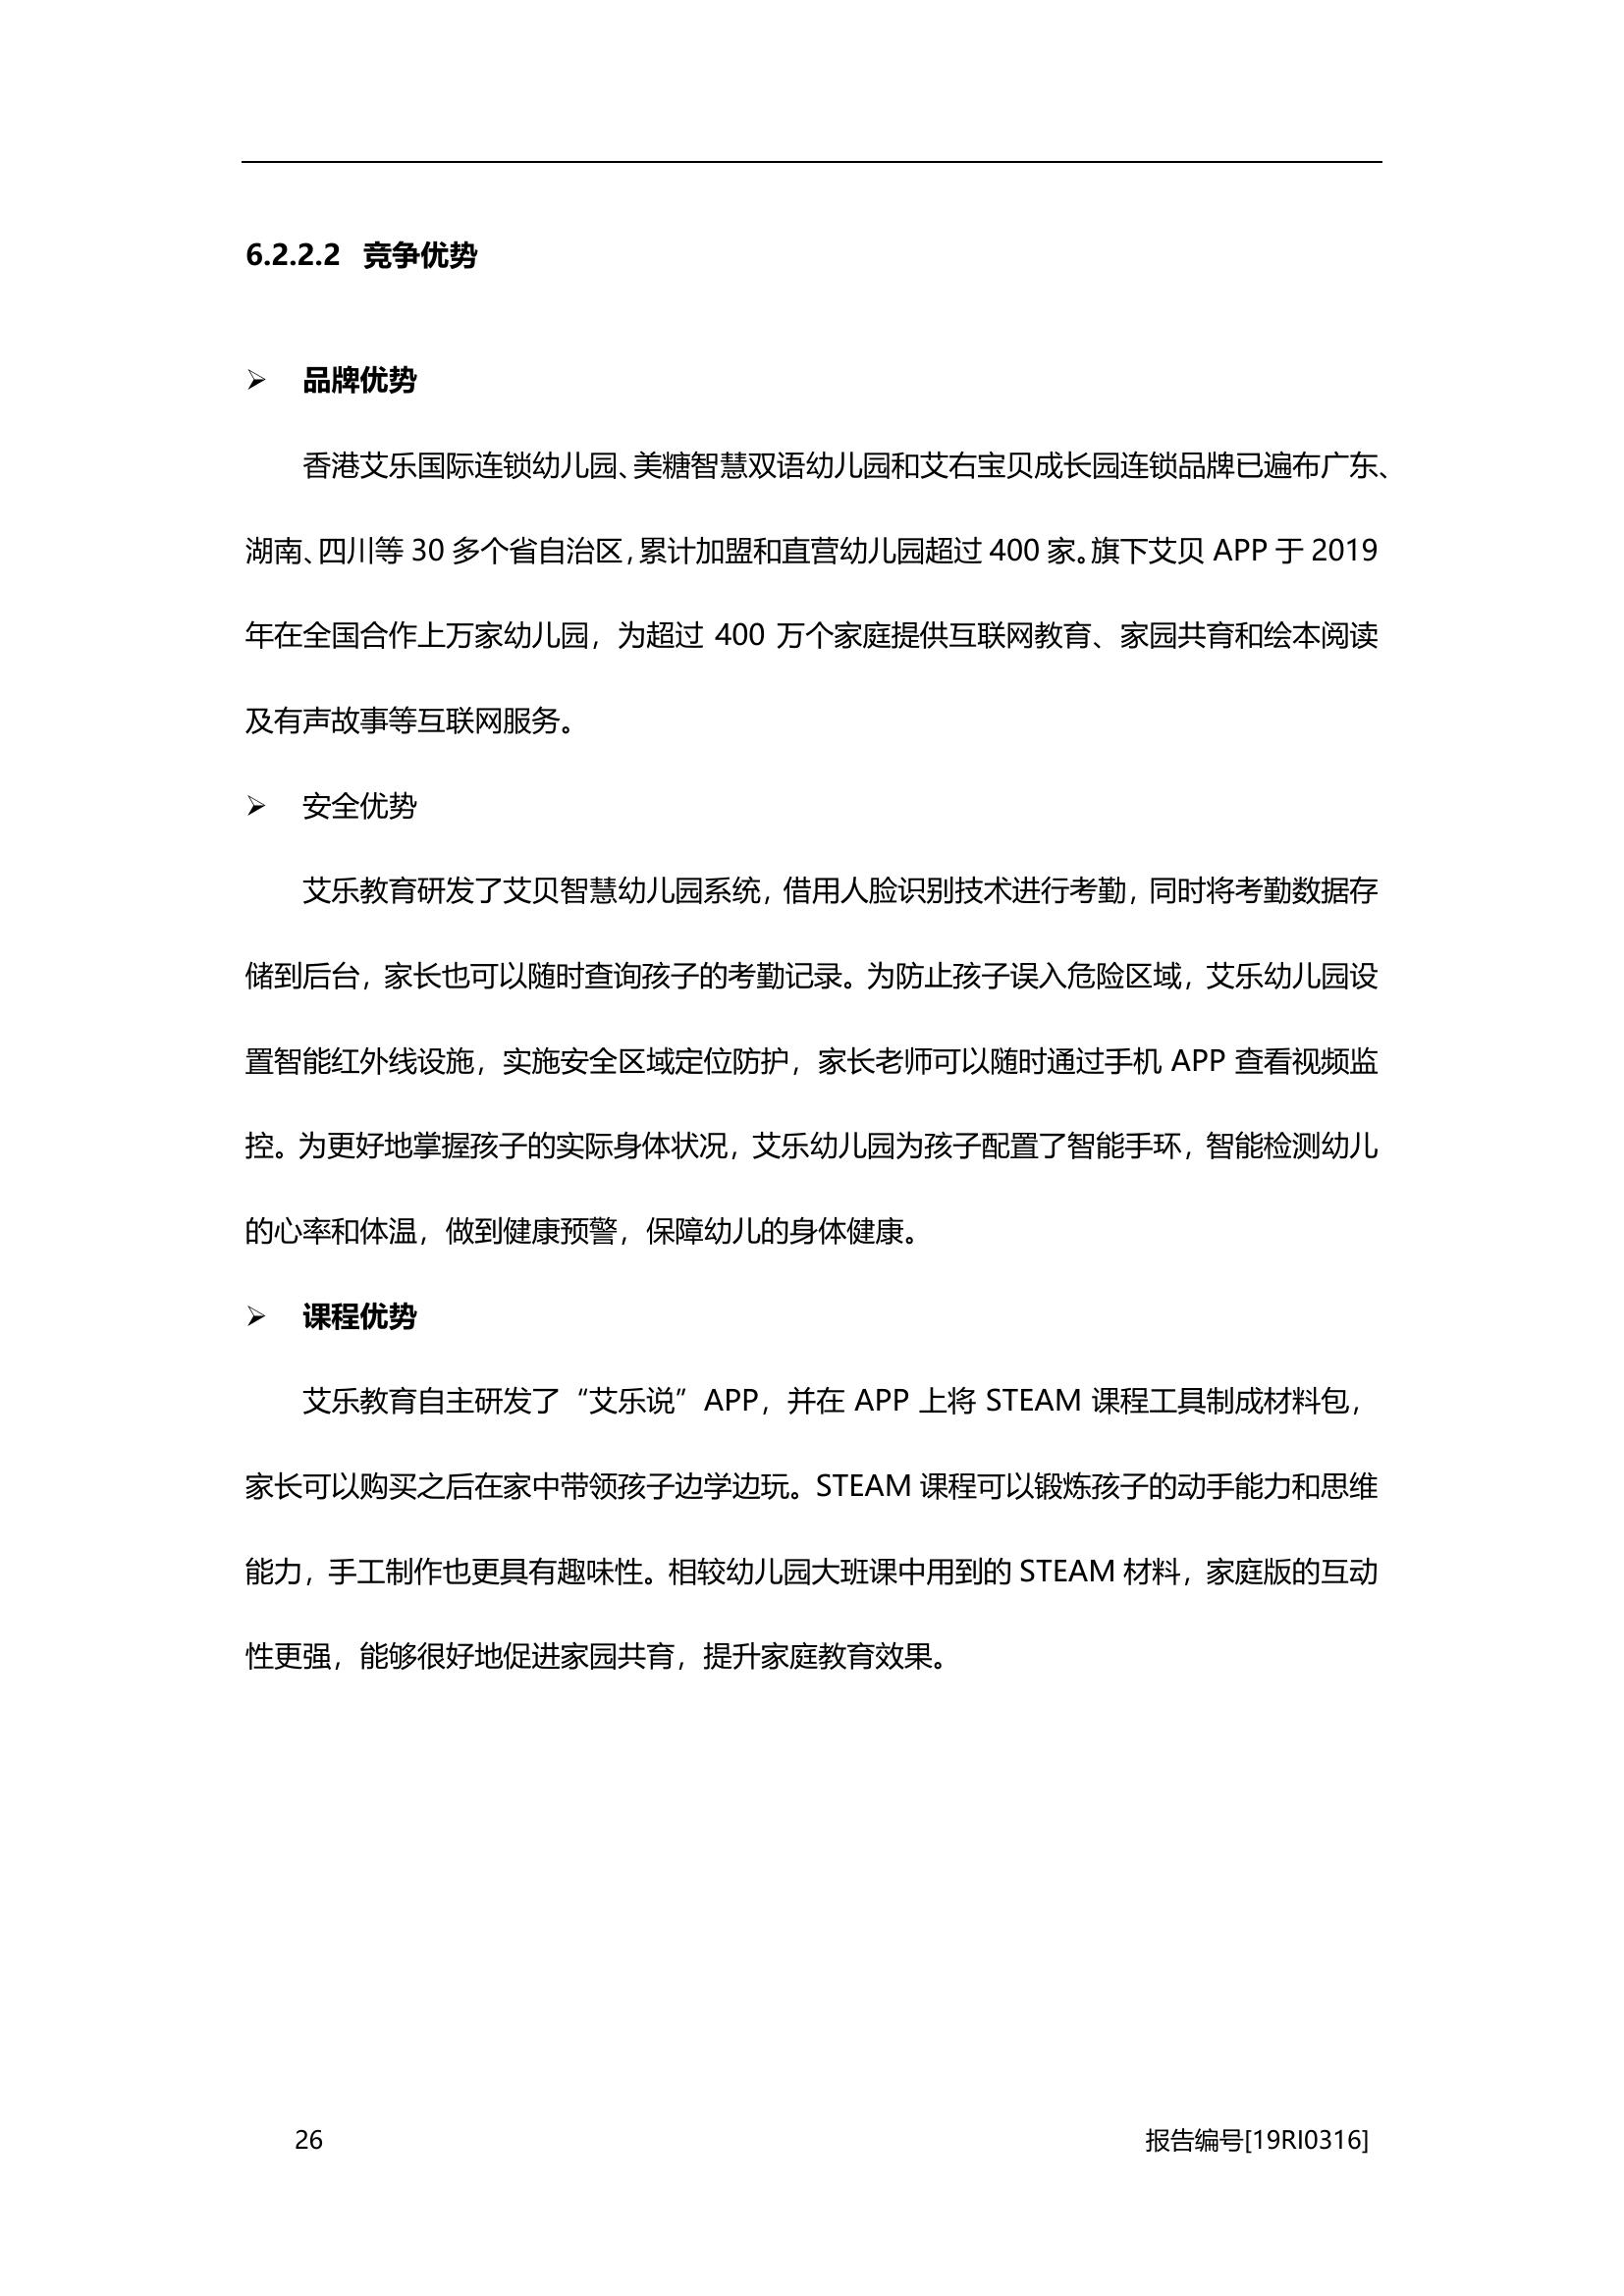 6.2.2.2 竞争优势
➢ 品牌优势
香港艾乐国际连锁幼儿园、美糖智慧双语幼儿园和艾右宝贝成长园连锁品牌已遍布广东、
湖南、四川等 30 多个省自治区，累计加盟和直营幼儿园超过 400 家。旗下艾贝 APP 于 2019
年在全国合作上万家幼儿园，为超过 400 万个家庭提供互联网教育、家园共育和绘本阅读
及有声故事等互联网服务。
➢ 安全优势
艾乐教育研发了艾贝智慧幼儿园系统，借用人脸识别技术进行考勤，同时将考勤数据存
储到后台，家长也可以随时查询孩子的考勤记录。为防止孩子误入危险区域，艾乐幼儿园设
置智能红外线设施，实施安全区域定位防护，家长老师可以随时通过手机 APP 查看视频监
控。为更好地掌握孩子的实际身体状况，艾乐幼儿园为孩子配置了智能手环，智能检测幼儿
的心率和体温，做到健康预警，保障幼儿的身体健康。
➢ 课程优势
艾乐教育自主研发了“艾乐说”APP，并在 APP 上将 STEAM 课程工具制成材料包，
家长可以购买之后在家中带领孩子边学边玩。STEAM 课程可以锻炼孩子的动手能力和思维
能力，手工制作也更具有趣味性。相较幼儿园大班课中用到的 STEAM 材料，家庭版的互动
性更强，能够很好地促进家园共育，提升家庭教育效果。
26 报告编号[19RI0316]